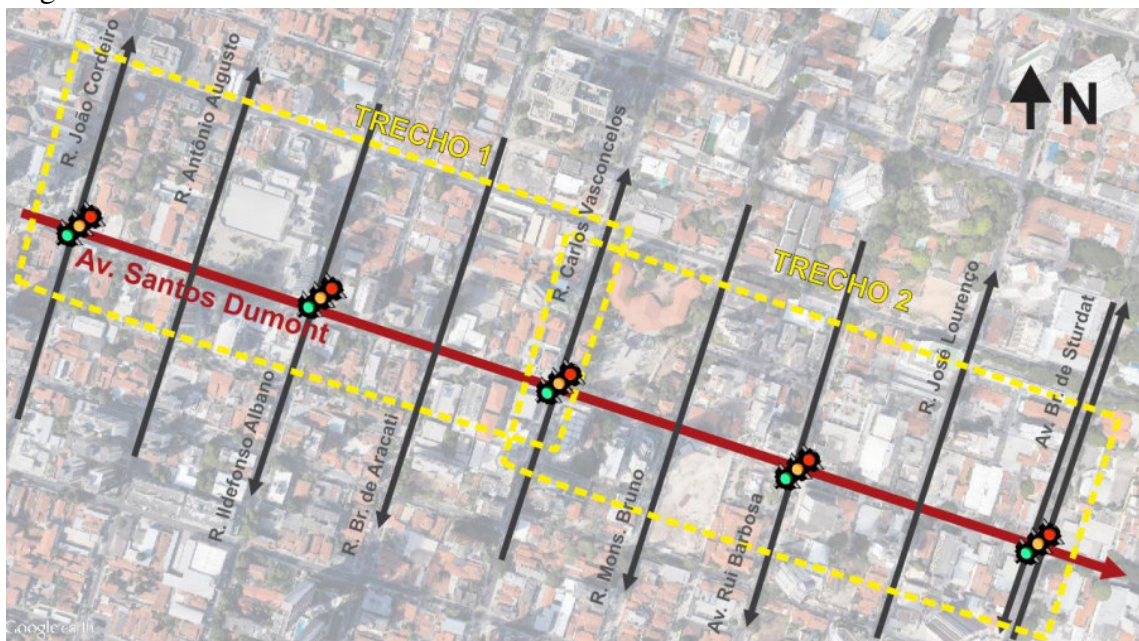 R. João Cordeiro
R. Antônio Augusto
TRECHO 1
R. Carlos Vasconcelos
N
Av. Santos Dumont
TRECHO 2
R. José Lourenço
Av. Br. de Sturdat
R. Ildefonso Albano
R. Br. de Aracati
R. Mons. Bruno
Av. Rui Barbosa
Google earth